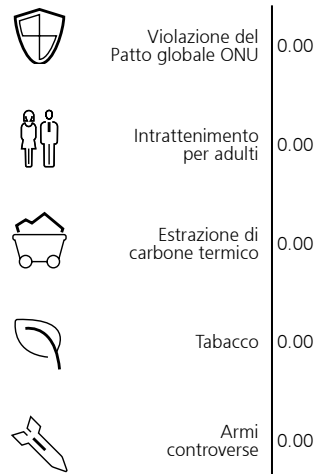 Violazione del
Patto globale ONU
0.00
Intrattenimento
per adulti
0.00
Estrazione di
carbone termico
0.00
Tabacco
0.00
Armi
controverse
0.00